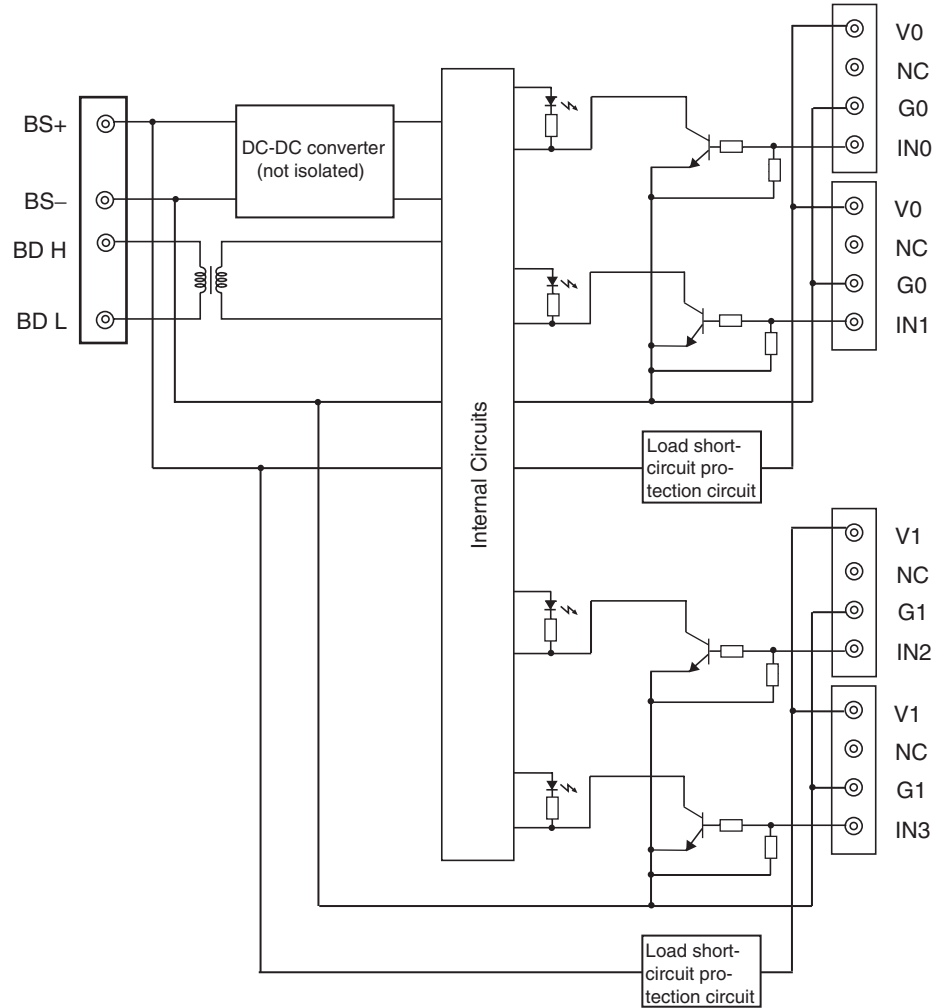 BS+
BS−
BD H
BD L
DC-DC converter
(not isolated)
Internal Circuits
V0
NC
G0
IN0
V0
NC
G0
IN1
Load short-
circuit pro-
tection circuit
V1
NC
G1
IN2
V1
NC
G1
IN3
Load short-
circuit pro-
tection circuit